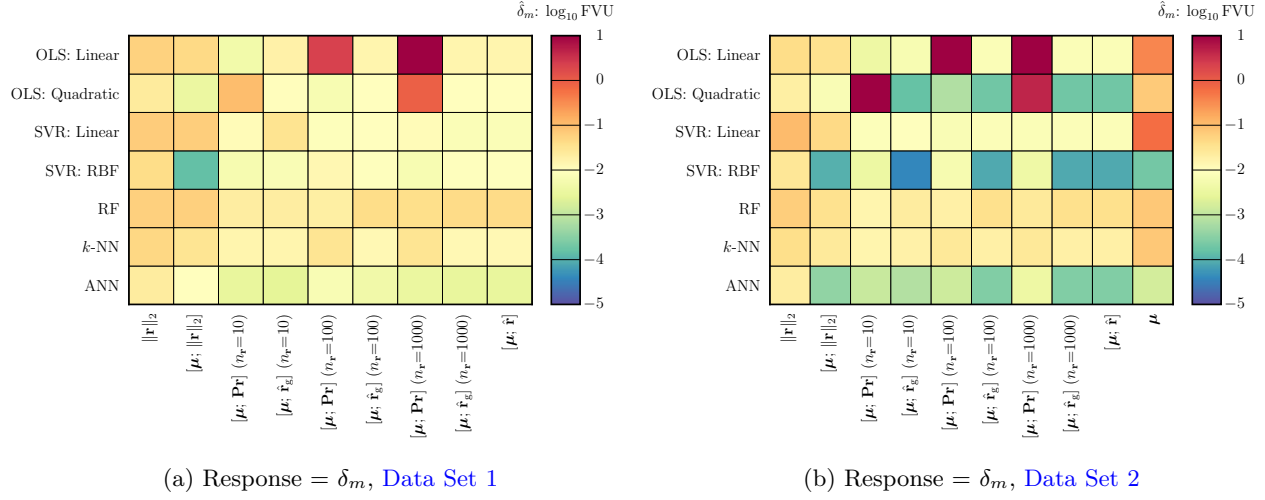 δ̂ₘ: log₁₀ FVU
OLS: Linear
OLS: Quadratic
SVR: Linear
SVR: RBF
RF
k-NN
ANN
1
0
−1
−2
−3
−4
−5
‖r‖₂
[μ; ‖r‖₂]
[μ; Pr] (nᵣ=10)
[μ; r̂g] (nᵣ=10)
[μ; Pr] (nᵣ=100)
[μ; r̂g] (nᵣ=100)
[μ; Pr] (nᵣ=1000)
[μ; r̂g] (nᵣ=1000)
[μ; r̂]
(a) Response = δₘ, Data Set 1
δ̂ₘ: log₁₀ FVU
OLS: Linear
OLS: Quadratic
SVR: Linear
SVR: RBF
RF
k-NN
ANN
1
0
−1
−2
−3
−4
−5
‖r‖₂
[μ; ‖r‖₂]
[μ; Pr] (nᵣ=10)
[μ; r̂g] (nᵣ=10)
[μ; Pr] (nᵣ=100)
[μ; r̂g] (nᵣ=100)
[μ; Pr] (nᵣ=1000)
[μ; r̂g] (nᵣ=1000)
[μ; r̂]
μ
(b) Response = δₘ, Data Set 2